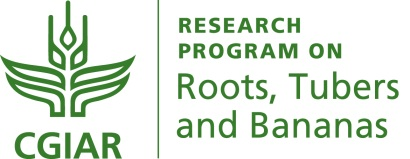 CGIAR
RESEARCH
PROGRAM ON
Roots, Tubers
and Bananas